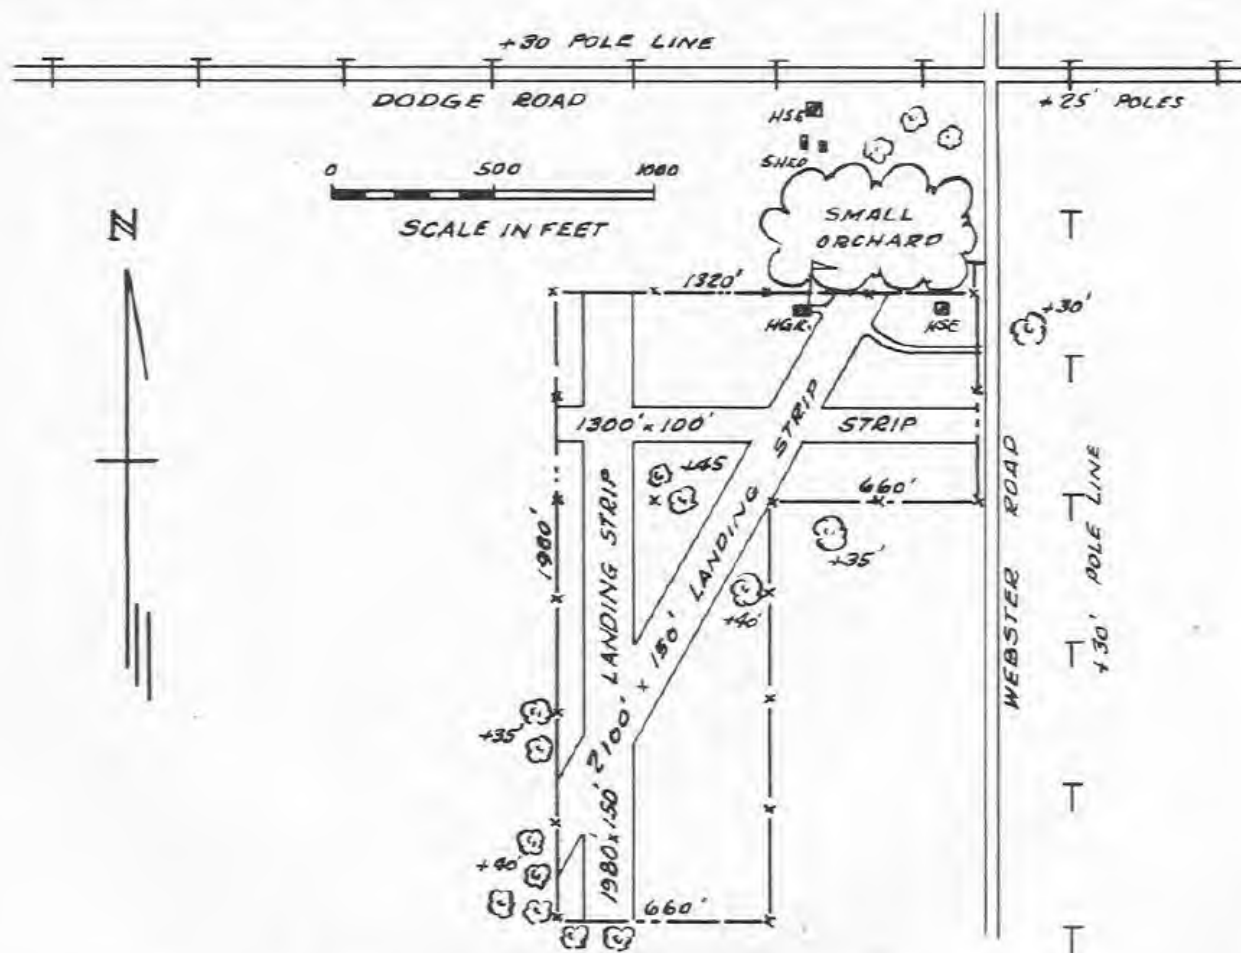 +30 POLE LINE
DODGE ROAD
+25' POLES
HSE
SHED
0 500 1000
SCALE IN FEET
N
SMALL
ORCHARD
1320'
HGR.
HSE
+30'
1300' x 100'
STRIP
+45
660'
+35'
+40'
1980'
1980 x 150' LANDING STRIP
2100' x 150' LANDING STRIP
WEBSTER ROAD
+30' POLE LINE
+35'
+40'
660'